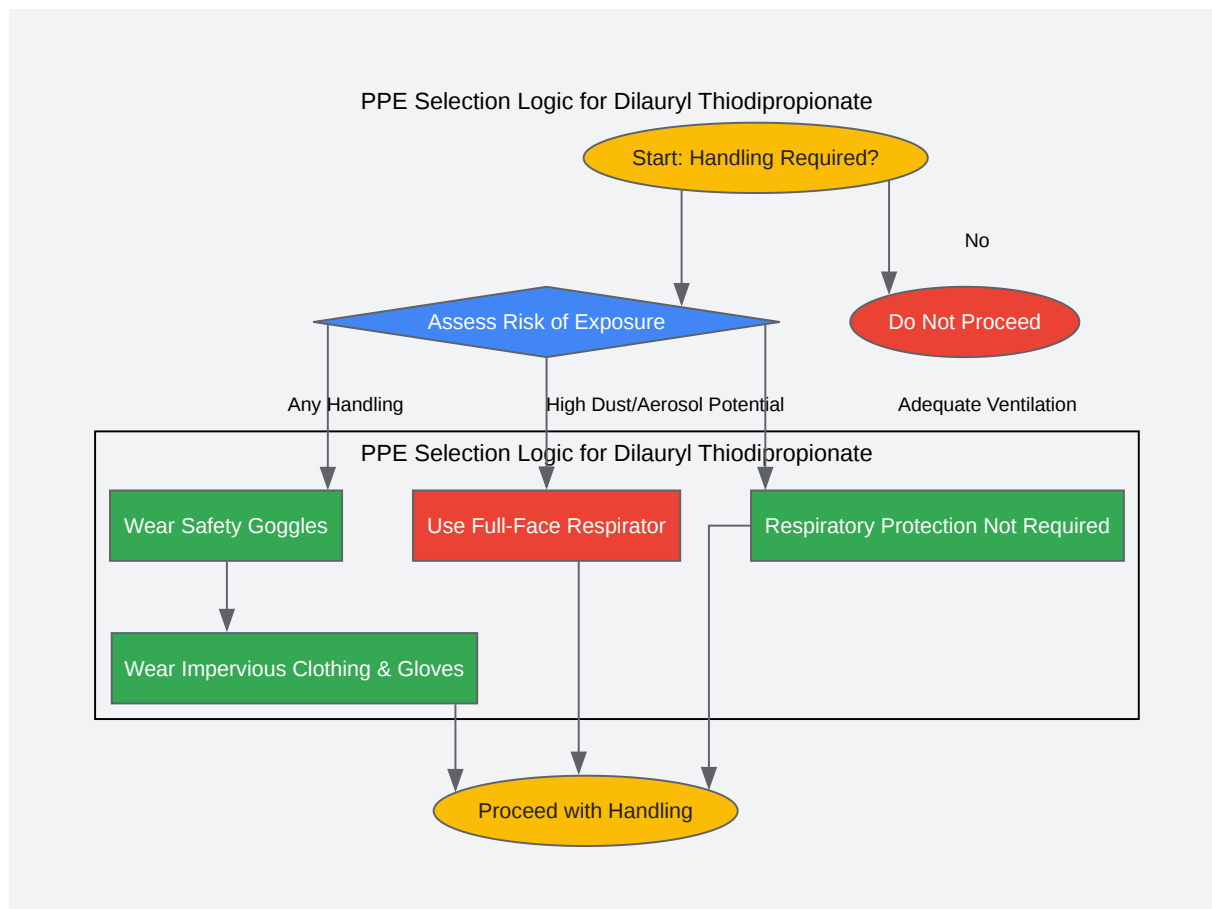 PPE Selection Logic for Dilauryl Thiodipropionate
Start: Handling Required?
No
Assess Risk of Exposure
Do Not Proceed
Any Handling
High Dust/Aerosol Potential
Adequate Ventilation
PPE Selection Logic for Dilauryl Thiodipropionate
Wear Safety Goggles
Use Full-Face Respirator
Respiratory Protection Not Required
Wear Impervious Clothing & Gloves
Proceed with Handling